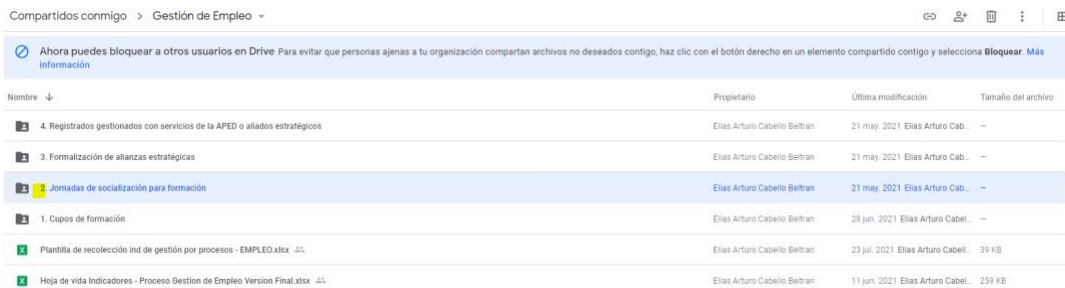 Compartidos conmigo > Gestión de Empleo
Ahora puedes bloquear a otros usuarios en Drive Para evitar que personas ajenas a tu organización compartan archivos no deseados contigo, haz clic con el botón derecho en un elemento compartido contigo y selecciona Bloquear. Más
información
Nombre Propietario Última modificación Tamaño del archivo
4. Registrados gestionados con servicios de la APED o aliados estratégicos Elias Arturo Cabello Beltran 21 may. 2021 Elias Arturo Cab... —
3. Formalización de alianzas estratégicas Elias Arturo Cabello Beltran 21 may. 2021 Elias Arturo Cab... —
2. Jornadas de socialización para formación Elias Arturo Cabello Beltran 21 may. 2021 Elias Arturo Cab... —
1. Cupos de formación Elias Arturo Cabello Beltran 28 jun. 2021 Elias Arturo Cabel... —
Plantilla de recolección ind de gestión por procesos - EMPLEO.xlsx Elias Arturo Cabello Beltran 23 jul. 2021 Elias Arturo Cabell... 39 KB
Hoja de vida Indicadores - Proceso Gestion de Empleo Version Final.xlsx Elias Arturo Cabello Beltran 11 jun. 2021 Elias Arturo Cabel... 259 KB